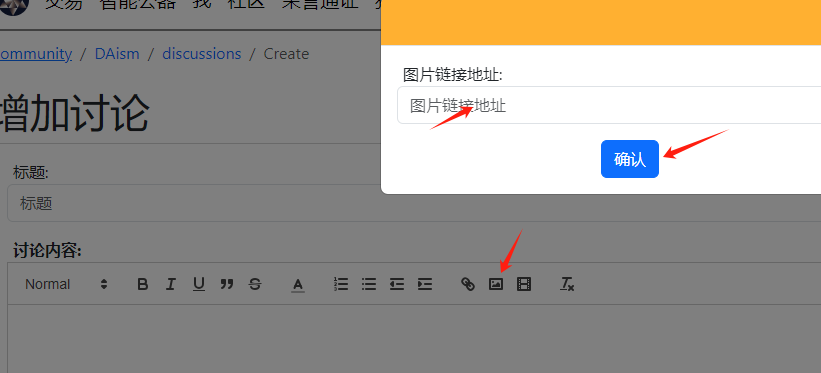 交易 智能公器 我 社区 荣誉通证
ommunity / DAism / discussions / Create
增加讨论
标题:
标题
讨论内容:
Normal
图片链接地址:
图片链接地址
确认